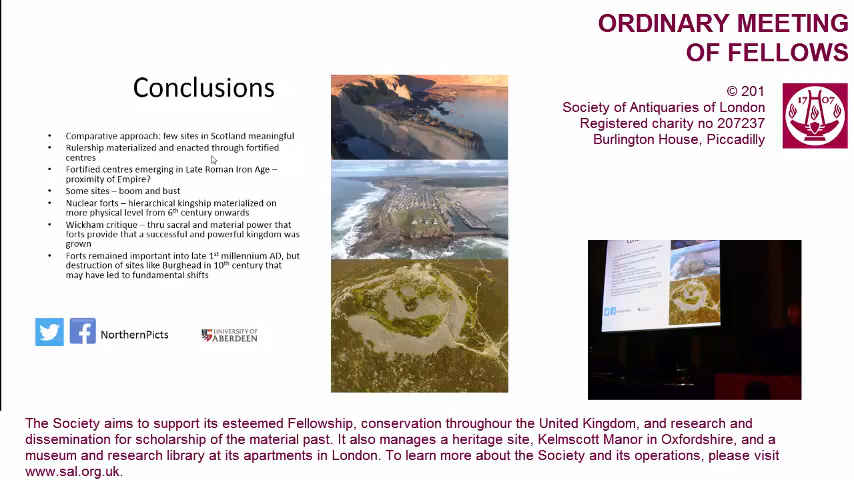 ORDINARY MEETING
OF FELLOWS
© 201
Society of Antiquaries of London
Registered charity no 207237
Burlington House, Piccadilly
17 07
Conclusions
• Comparative approach: few sites in Scotland meaningful
• Rulership materialized and enacted through fortified
centres
• Fortified centres emerging in Late Roman Iron Age –
proximity of Empire?
• Some sites – boom and bust
• Nuclear forts – hierarchical kingship materialized on
more physical level from 6th century onwards
• Wickham critique – thru sacral and material power that
forts provide that a successful and powerful kingdom was
grown
• Forts remained important into late 1st millennium AD, but
destruction of sites like Burghead in 10th century that
may have led to fundamental shifts
NorthernPicts
UNIVERSITY OF
ABERDEEN
The Society aims to support its esteemed Fellowship, conservation throughour the United Kingdom, and research and
dissemination for scholarship of the material past. It also manages a heritage site, Kelmscott Manor in Oxfordshire, and a
museum and research library at its apartments in London. To learn more about the Society and its operations, please visit
www.sal.org.uk.